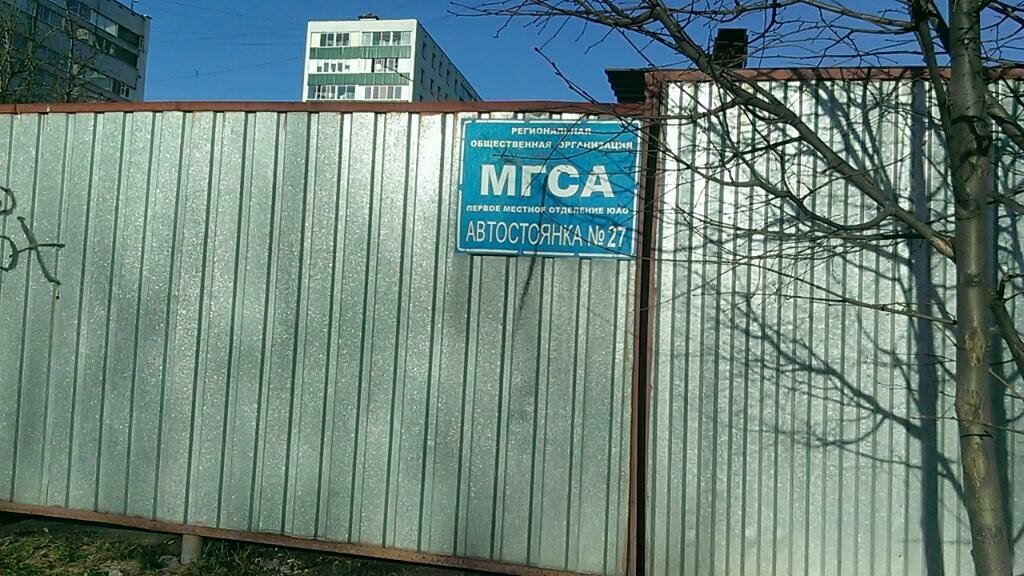 РЕГИОНАЛЬНАЯ
ОБЩЕСТВЕННАЯ ОРГАНИЗАЦИЯ
МГСА
ПЕРВОЕ МЕСТНОЕ ОТДЕЛЕНИЕ ЮАО
АВТОСТОЯНКА №27